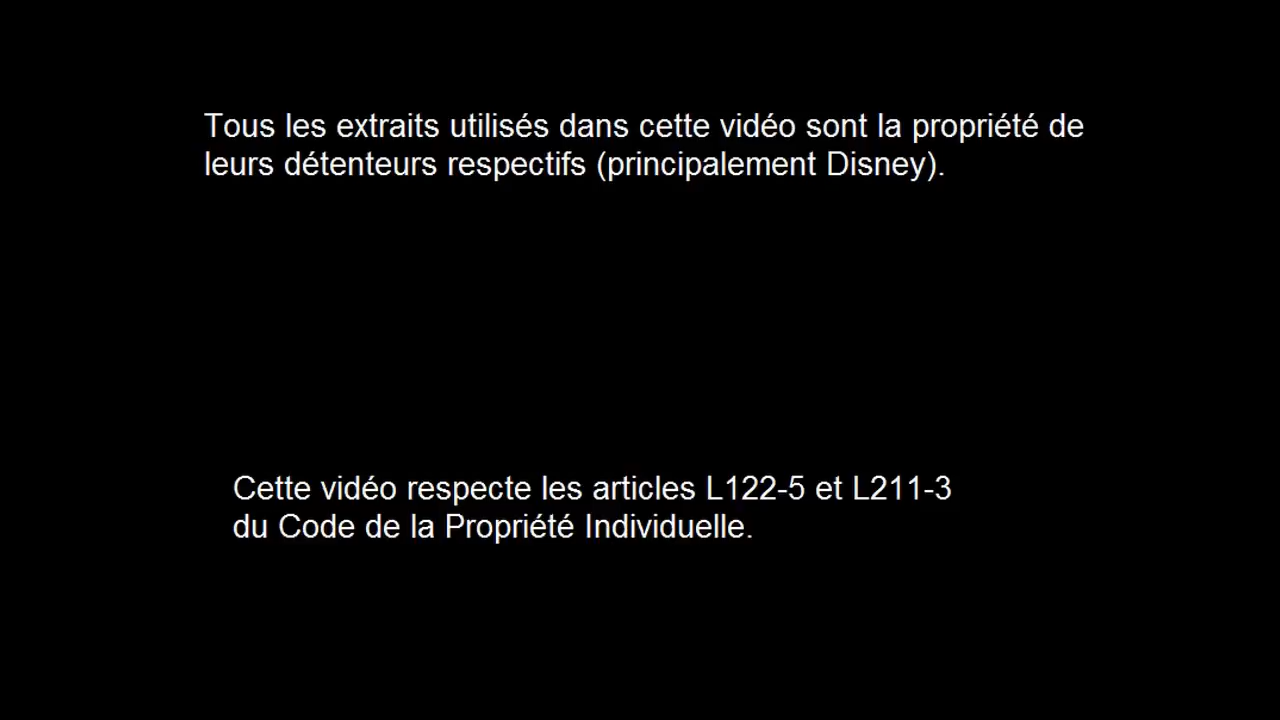 Tous les extraits utilisés dans cette vidéo sont la propriété de
leurs détenteurs respectifs (principalement Disney).
Cette vidéo respecte les articles L122-5 et L211-3
du Code de la Propriété Individuelle.